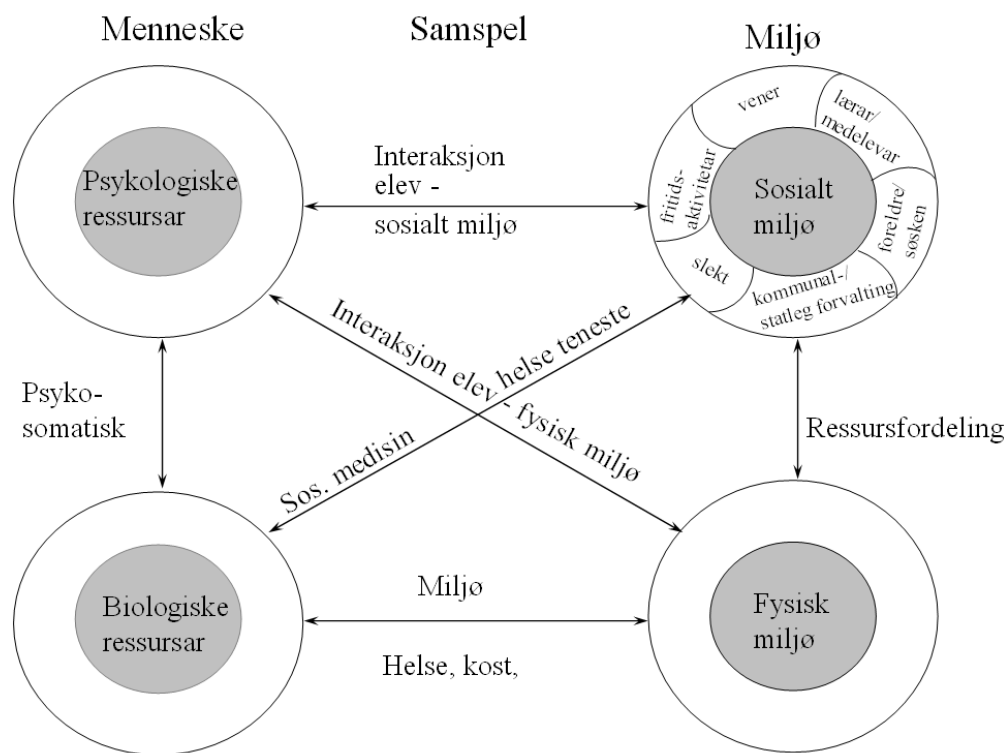 Menneske
Samspel
Miljø
Psykologiske
ressursar
Interaksjon
elev -
sosialt miljø
vener
lærar/
medelevar
fritids-
aktivitetar
Sosialt
miljø
foreldre/
søsken
slekt
kommunal-/
statleg forvalting
Psyko-
somatisk
Interaksjon elev - fysisk miljø
Sos. medisin
helse teneste
Ressursfordeling
Biologiske
ressursar
Miljø
Helse, kost,
Fysisk
miljø